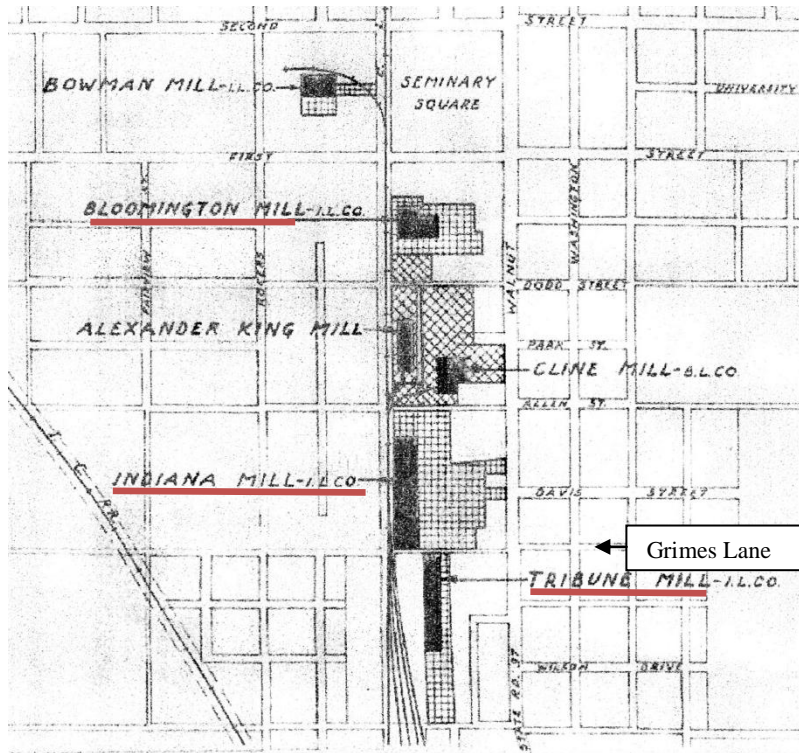 SECOND STREET
BOWMAN MILL-I.L.CO.
SEMINARY
SQUARE
UNIVERSITY
FIRST STREET
BLOOMINGTON MILL-I.L.CO.
FAIRVIEW ST.
ROGERS
WALNUT
WASHINGTON
DODD STREET
ALEXANDER KING MILL
PARK ST.
CLINE MILL-B.L.CO.
ALLEN ST.
I. C. RR.
INDIANA MILL-I.L.CO
DAVIS STREET
Grimes Lane
TRIBUNE MILL-I.L.CO.
WILSON DRIVE
STATE RD. 37